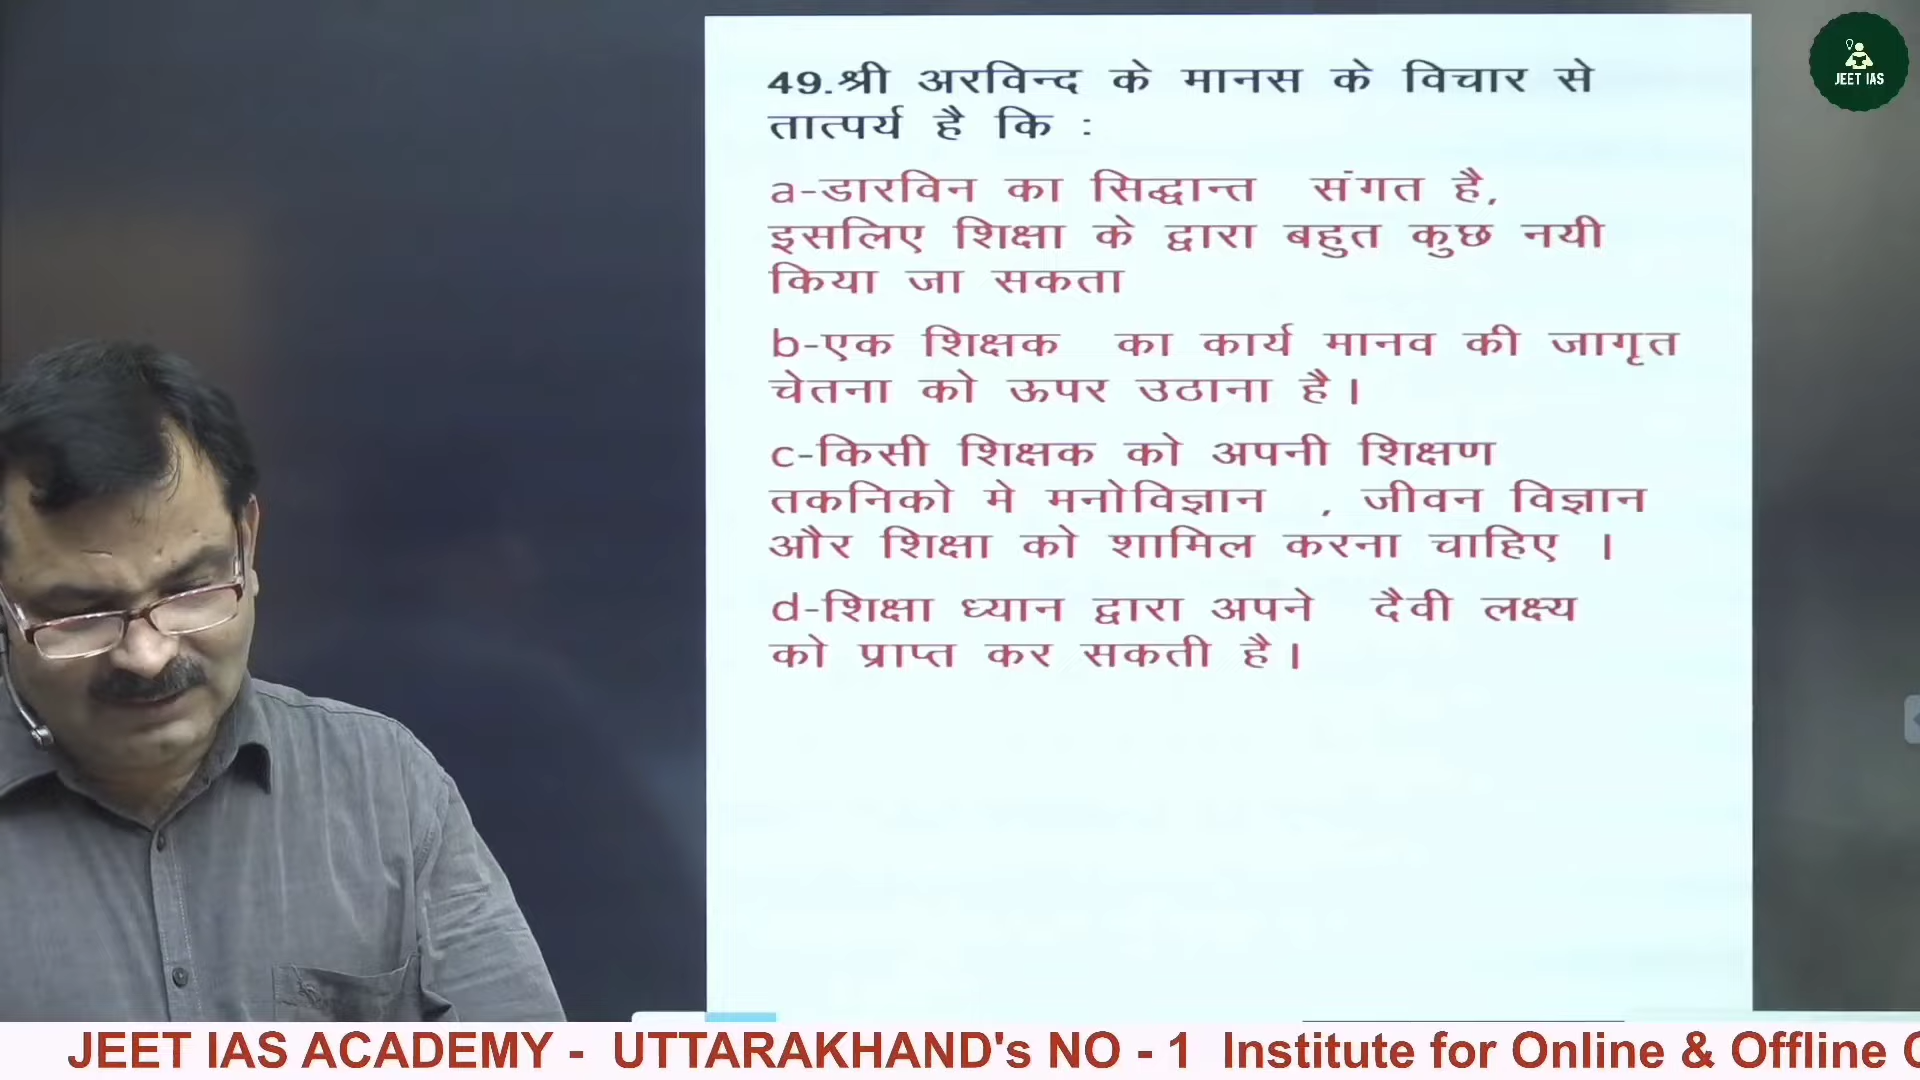 49.श्री अरविन्द के मानस के विचार से
तात्पर्य है कि :
a-डारविन का सिद्धान्त संगत है,
इसलिए शिक्षा के द्वारा बहुत कुछ नयी
किया जा सकता
b-एक शिक्षक का कार्य मानव की जागृत
चेतना को ऊपर उठाना है।
c-किसी शिक्षक को अपनी शिक्षण
तकनिको मे मनोविज्ञान , जीवन विज्ञान
और शिक्षा को शामिल करना चाहिए ।
d-शिक्षा ध्यान द्वारा अपने दैवी लक्ष्य
को प्राप्त कर सकती है।
JEET IAS
JEET IAS ACADEMY - UTTARAKHAND's NO - 1 Institute for Online & Offline